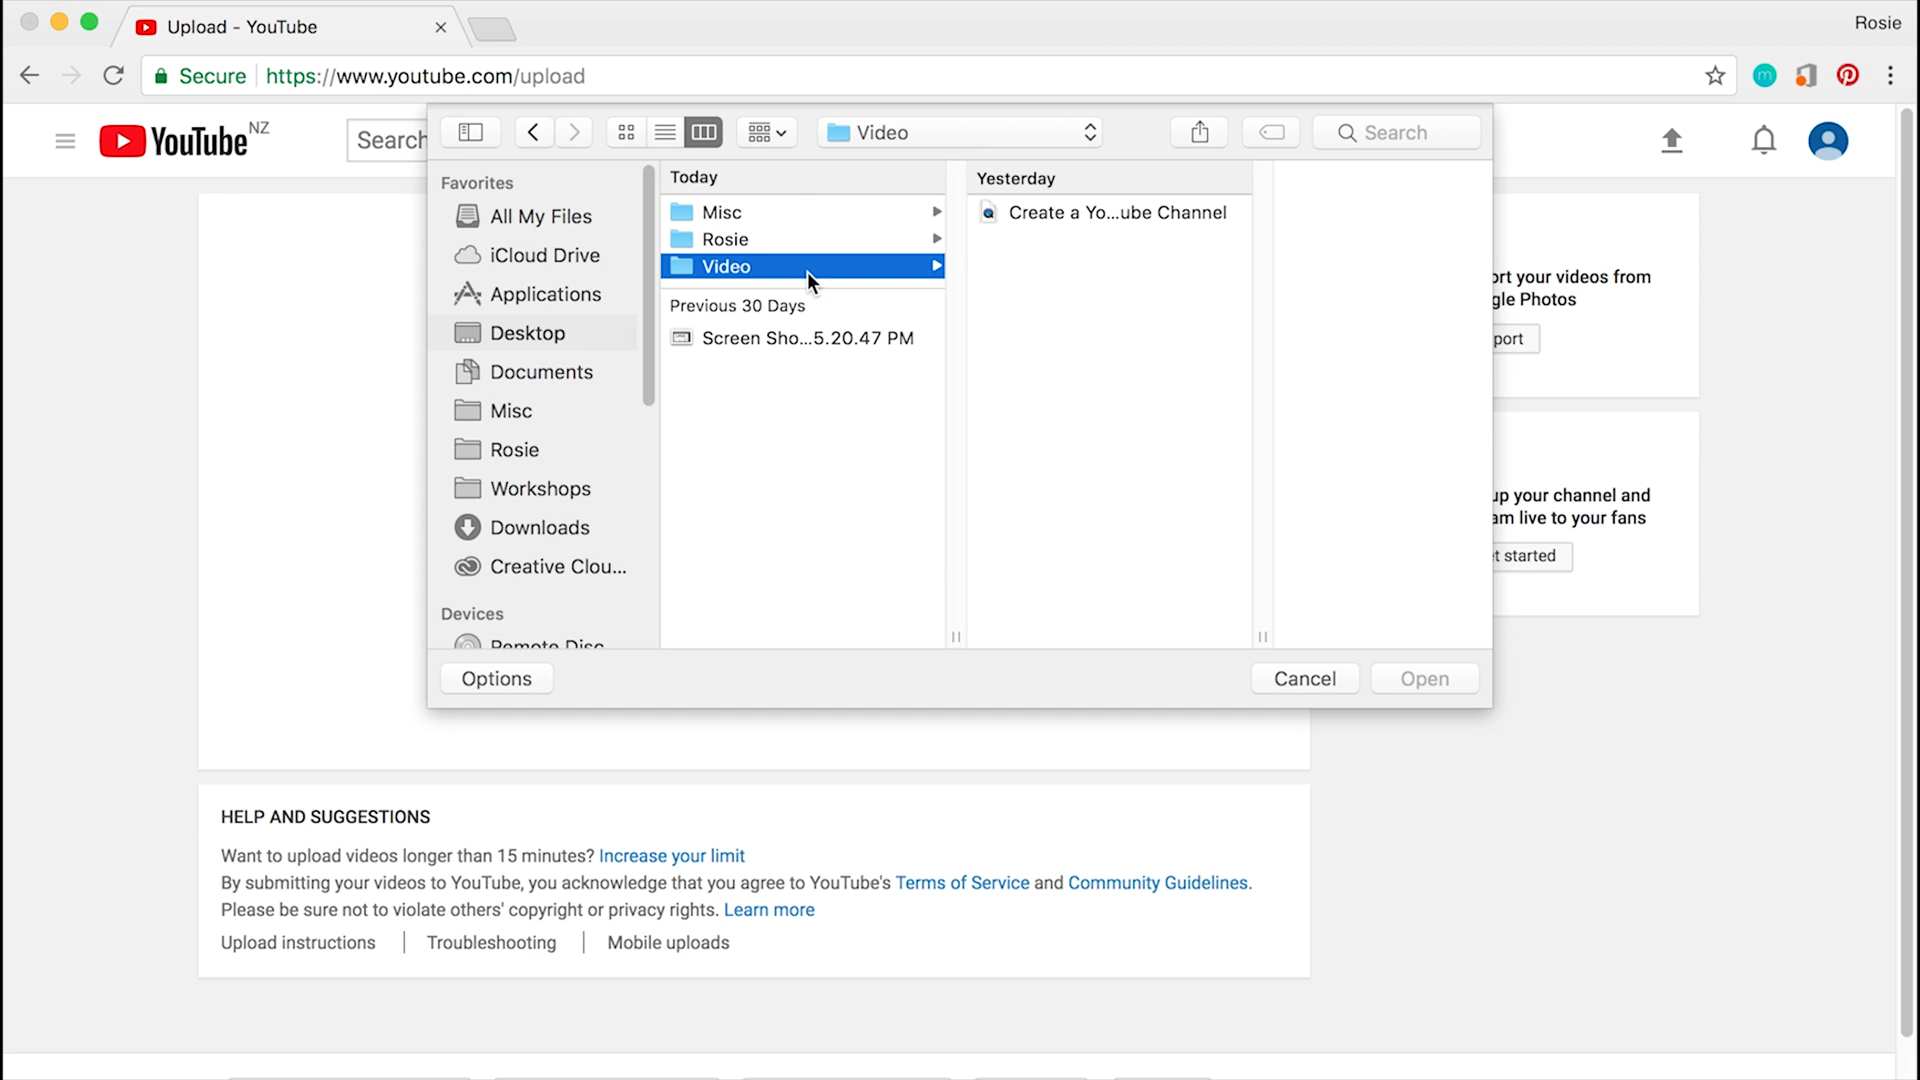 Upload - YouTube
Rosie
Secure
https://www.youtube.com/upload
YouTube NZ
Search
Video
Search
Favorites
All My Files
iCloud Drive
Applications
Desktop
Documents
Misc
Rosie
Workshops
Downloads
Creative Clou...
Devices
Remote Disc
Today
Misc
Rosie
Video
Previous 30 Days
Screen Sho...5.20.47 PM
Yesterday
Create a Yo...ube Channel
Options
Cancel
Open
ort your videos from
gle Photos
port
up your channel and
am live to your fans
t started
HELP AND SUGGESTIONS
Want to upload videos longer than 15 minutes? Increase your limit
By submitting your videos to YouTube, you acknowledge that you agree to YouTube's Terms of Service and Community Guidelines.
Please be sure not to violate others' copyright or privacy rights. Learn more
Upload instructions
Troubleshooting
Mobile uploads